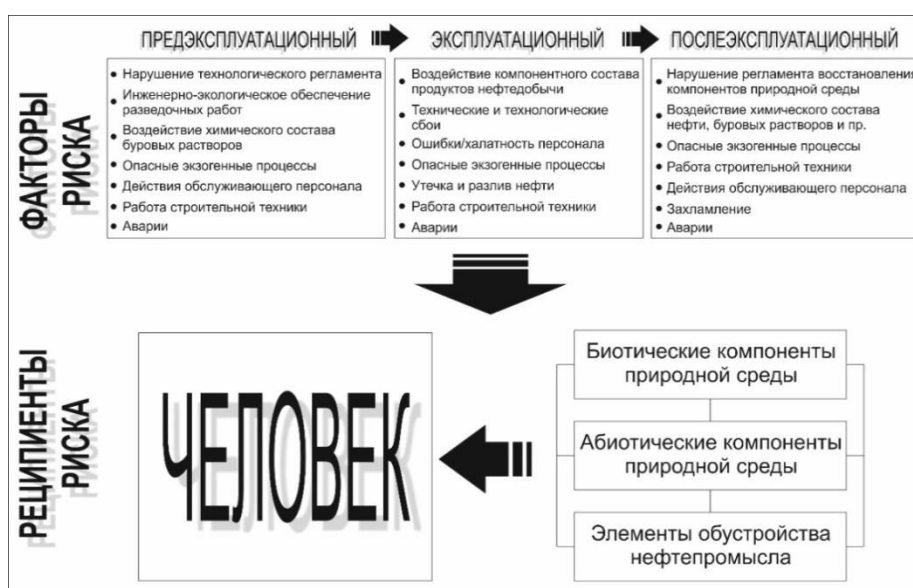 ПРЕДЭКСПЛУАТАЦИОННЫЙ
ЭКСПЛУАТАЦИОННЫЙ
ПОСЛЕЭКСПЛУАТАЦИОННЫЙ
ФАКТОРЫ
РИСКА
• Нарушение технологического регламента
• Инженерно-экологическое обеспечение
разведочных работ
• Воздействие химического состава
буровых растворов
• Опасные экзогенные процессы
• Действия обслуживающего персонала
• Работа строительной техники
• Аварии
• Воздействие компонентного состава
продуктов нефтедобычи
• Технические и технологические
сбои
• Ошибки/халатность персонала
• Опасные экзогенные процессы
• Утечка и разлив нефти
• Работа строительной техники
• Аварии
• Нарушение регламента восстановления
компонентов природной среды
• Воздействие химического состава
нефти, буровых растворов и пр.
• Опасные экзогенные процессы
• Работа строительной техники
• Действия обслуживающего персонала
• Захламление
• Аварии
РЕЦИПИЕНТЫ
РИСКА
ЧЕЛОВЕК
Биотические компоненты
природной среды
Абиотические компоненты
природной среды
Элементы обустройства
нефтепромысла